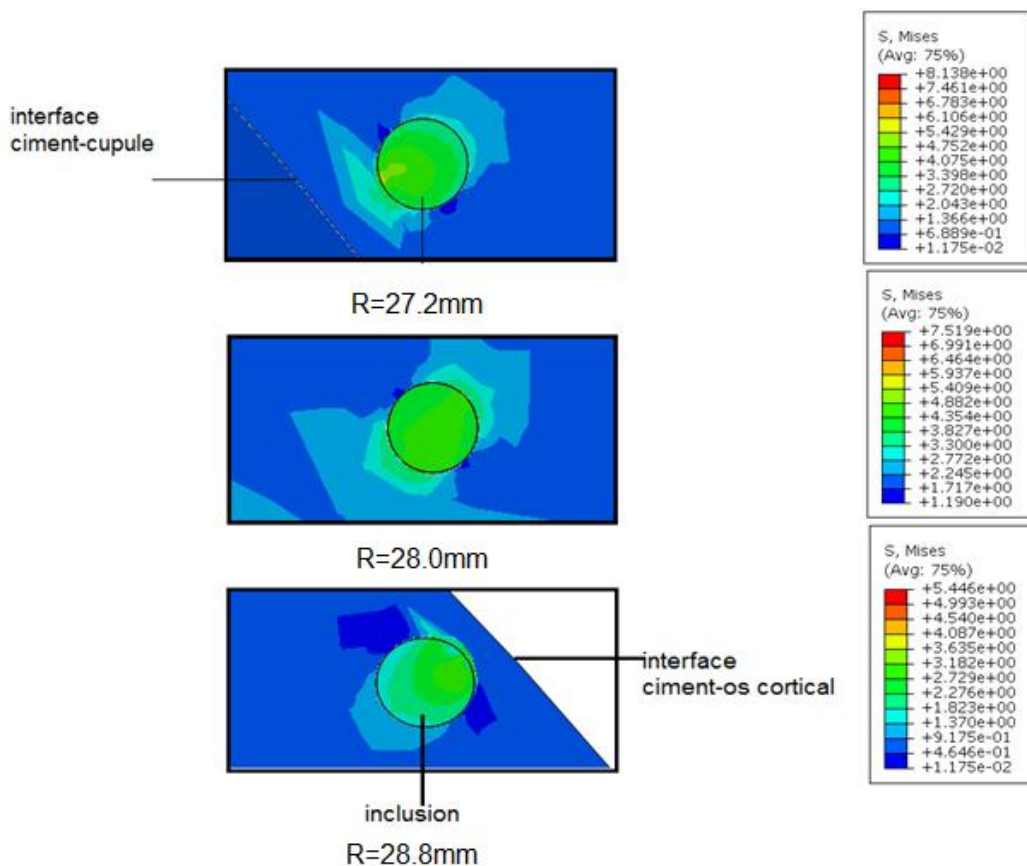 S, Mises
(Avg: 75%)
+8.138e+00
+7.461e+00
+6.783e+00
+6.106e+00
+5.429e+00
+4.752e+00
+4.075e+00
+3.398e+00
+2.720e+00
+2.043e+00
+1.366e+00
+6.889e-01
+1.175e-02
interface
ciment-cupule
R=27.2mm
S, Mises
(Avg: 75%)
+7.519e+00
+6.991e+00
+6.464e+00
+5.937e+00
+5.409e+00
+4.882e+00
+4.354e+00
+3.827e+00
+3.300e+00
+2.772e+00
+2.245e+00
+1.717e+00
+1.190e+00
R=28.0mm
S, Mises
(Avg: 75%)
+5.446e+00
+4.993e+00
+4.540e+00
+4.087e+00
+3.635e+00
+3.182e+00
+2.729e+00
+2.276e+00
+1.823e+00
+1.370e+00
+9.175e-01
+4.646e-01
+1.175e-02
interface
ciment-os cortical
inclusion
R=28.8mm